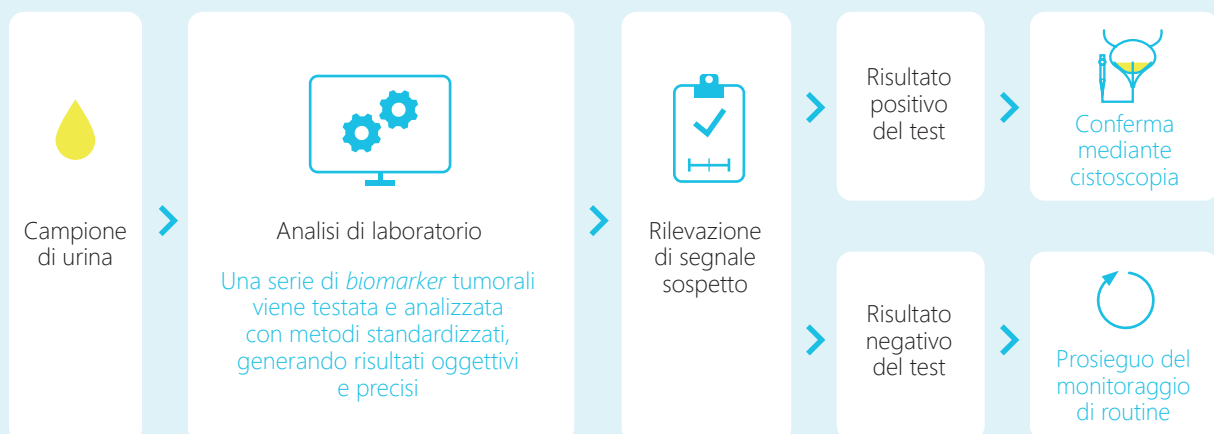 Campione
di urina
Analisi di laboratorio
Una serie di biomarker tumorali
viene testata e analizzata
con metodi standardizzati,
generando risultati oggettivi
e precisi
Rilevazione
di segnale
sospetto
Risultato
positivo
del test
Conferma
mediante
cistoscopia
Risultato
negativo
del test
Prosieguo del
monitoraggio
di routine